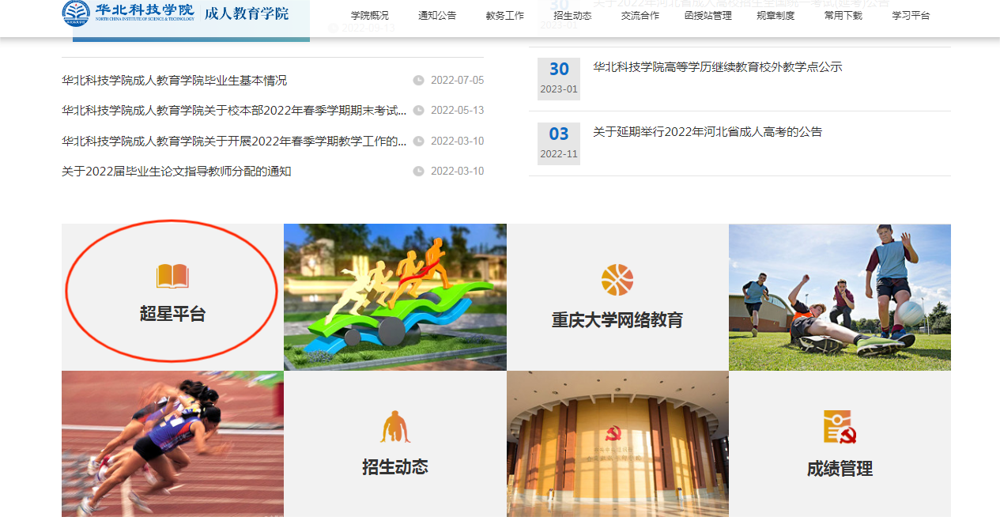 华北科技学院 成人教育学院
NORTH CHINA INSTITUTE OF SCIENCE & TECHNOLOGY
学院概况 通知公告 教务工作 招生动态 交流合作 函授站管理 规章制度 常用下载 学习平台
30 关于2022年河北省成人高校招生全国统一考试(延考)公告
2023-01
2022-09-13
华北科技学院成人教育学院毕业生基本情况 2022-07-05
华北科技学院成人教育学院关于校本部2022年春季学期期末考试... 2022-05-13
华北科技学院成人教育学院关于开展2022年春季学期教学工作的... 2022-03-10
关于2022届毕业生论文指导教师分配的通知 2022-03-10
30 华北科技学院高等学历继续教育校外教学点公示
2023-01
03 关于延期举行2022年河北省成人高考的公告
2022-11
超星平台
重庆大学网络教育
招生动态
成绩管理